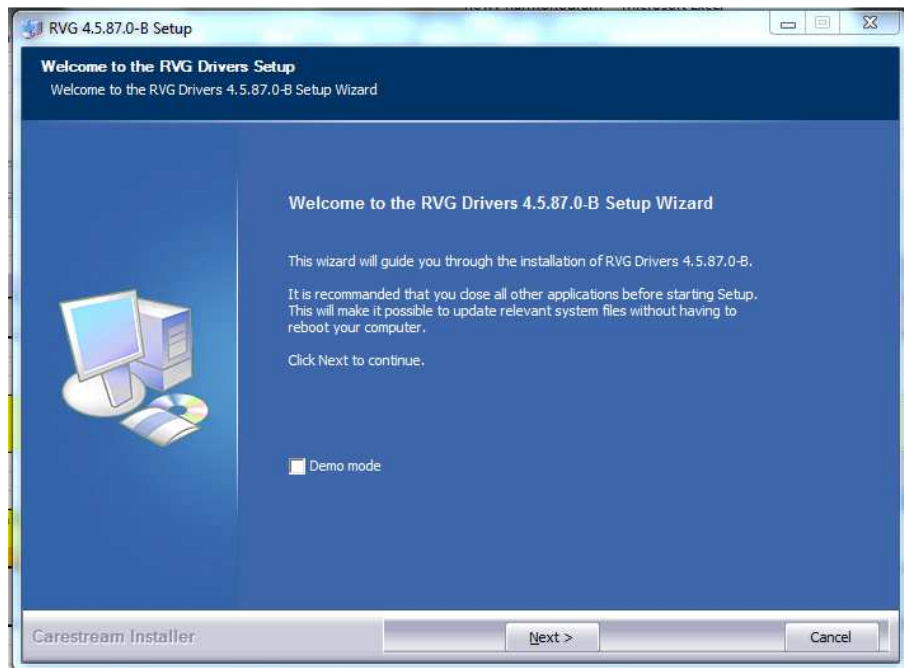 RVG 4.5.87.0-B Setup
Welcome to the RVG Drivers Setup
Welcome to the RVG Drivers 4.5.87.0-B Setup Wizard
Welcome to the RVG Drivers 4.5.87.0-B Setup Wizard
This wizard will guide you through the installation of RVG Drivers 4.5.87.0-B.
It is recommanded that you close all other applications before starting Setup.
This will make it possible to update relevant system files without having to
reboot your computer.
Click Next to continue.
Demo mode
Carestream Installer
Next >
Cancel